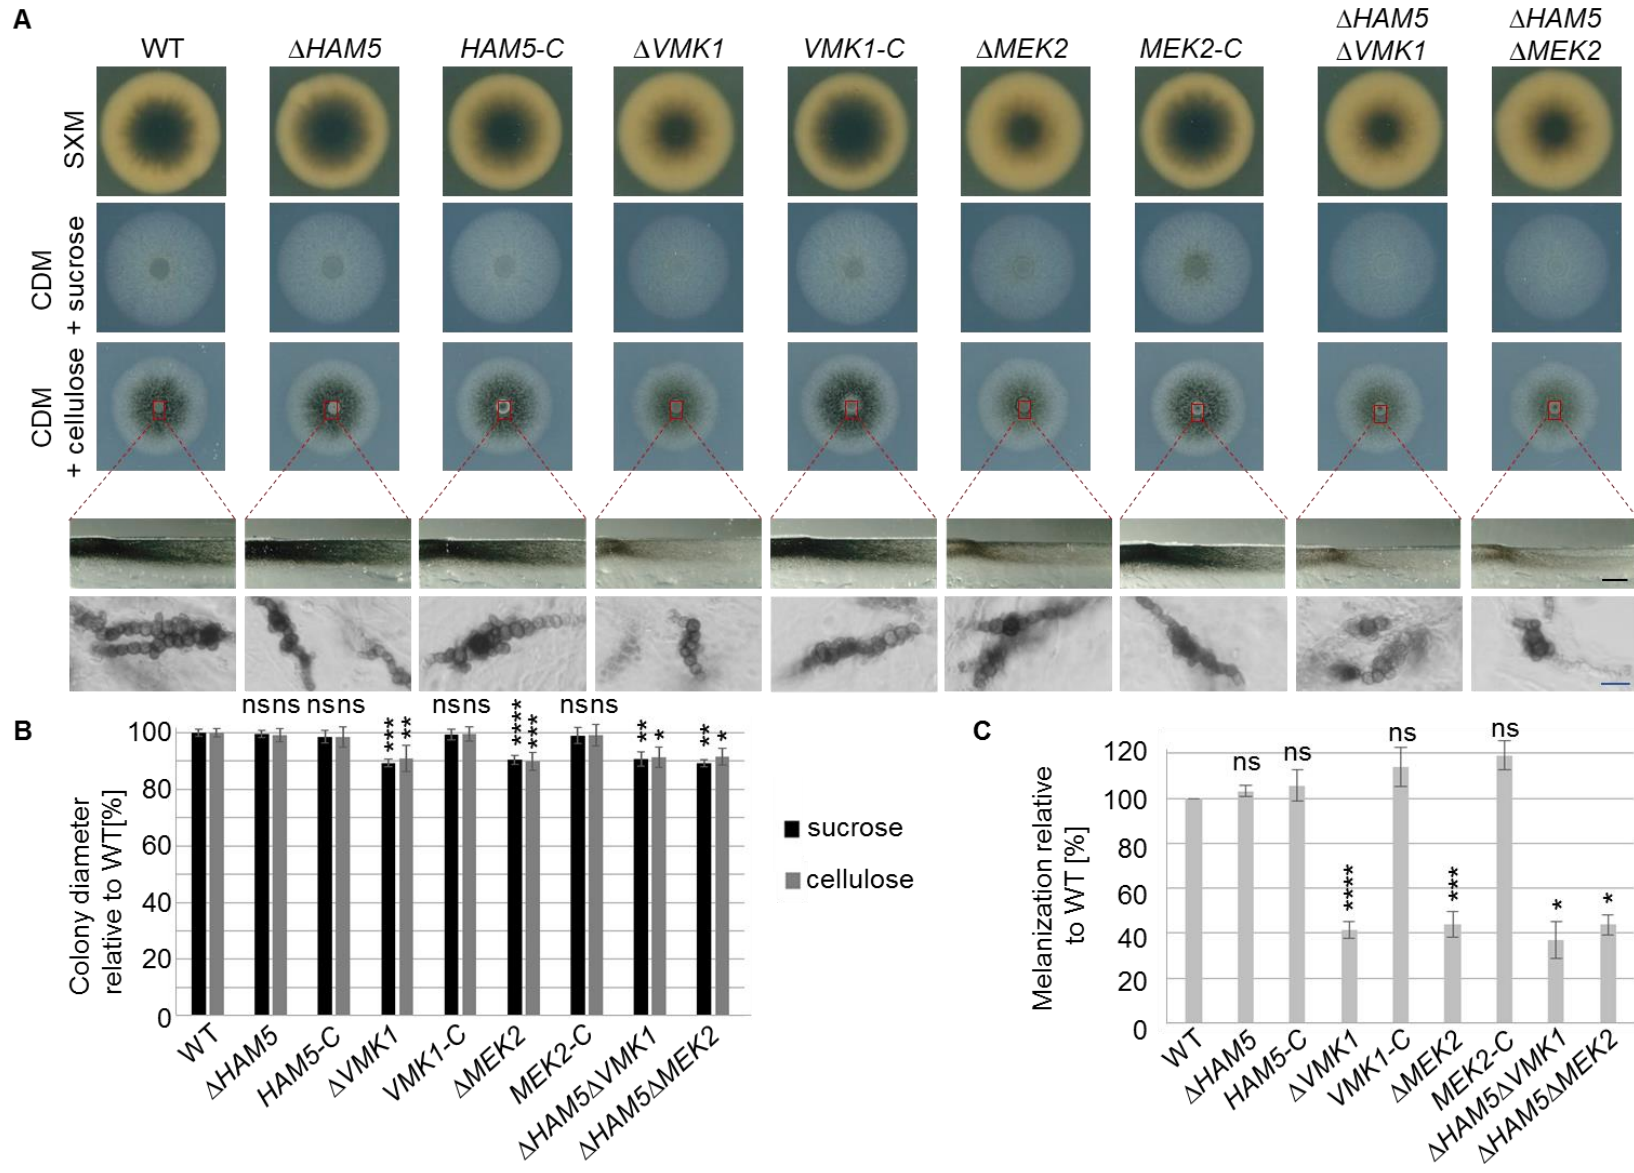 A
WT
ΔHAM5
HAM5-C
ΔVMK1
VMK1-C
ΔMEK2
MEK2-C
ΔHAM5
ΔVMK1
ΔHAM5
ΔMEK2
SXM
CDM
+ sucrose
CDM
+ cellulose
B
Colony diameter
relative to WT[%]
100
80
60
40
20
0
ns ns
ns ns
***
**
ns ns
****
***
ns ns
**
*
**
*
WT
ΔHAM5
HAM5-C
ΔVMK1
VMK1-C
ΔMEK2
MEK2-C
ΔHAM5ΔVMK1
ΔHAM5ΔMEK2
sucrose
cellulose
C
Melanization relative
to WT [%]
120
100
80
60
40
20
0
ns
ns
****
ns
***
ns
*
*
WT
ΔHAM5
HAM5-C
ΔVMK1
VMK1-C
ΔMEK2
MEK2-C
ΔHAM5ΔVMK1
ΔHAM5ΔMEK2